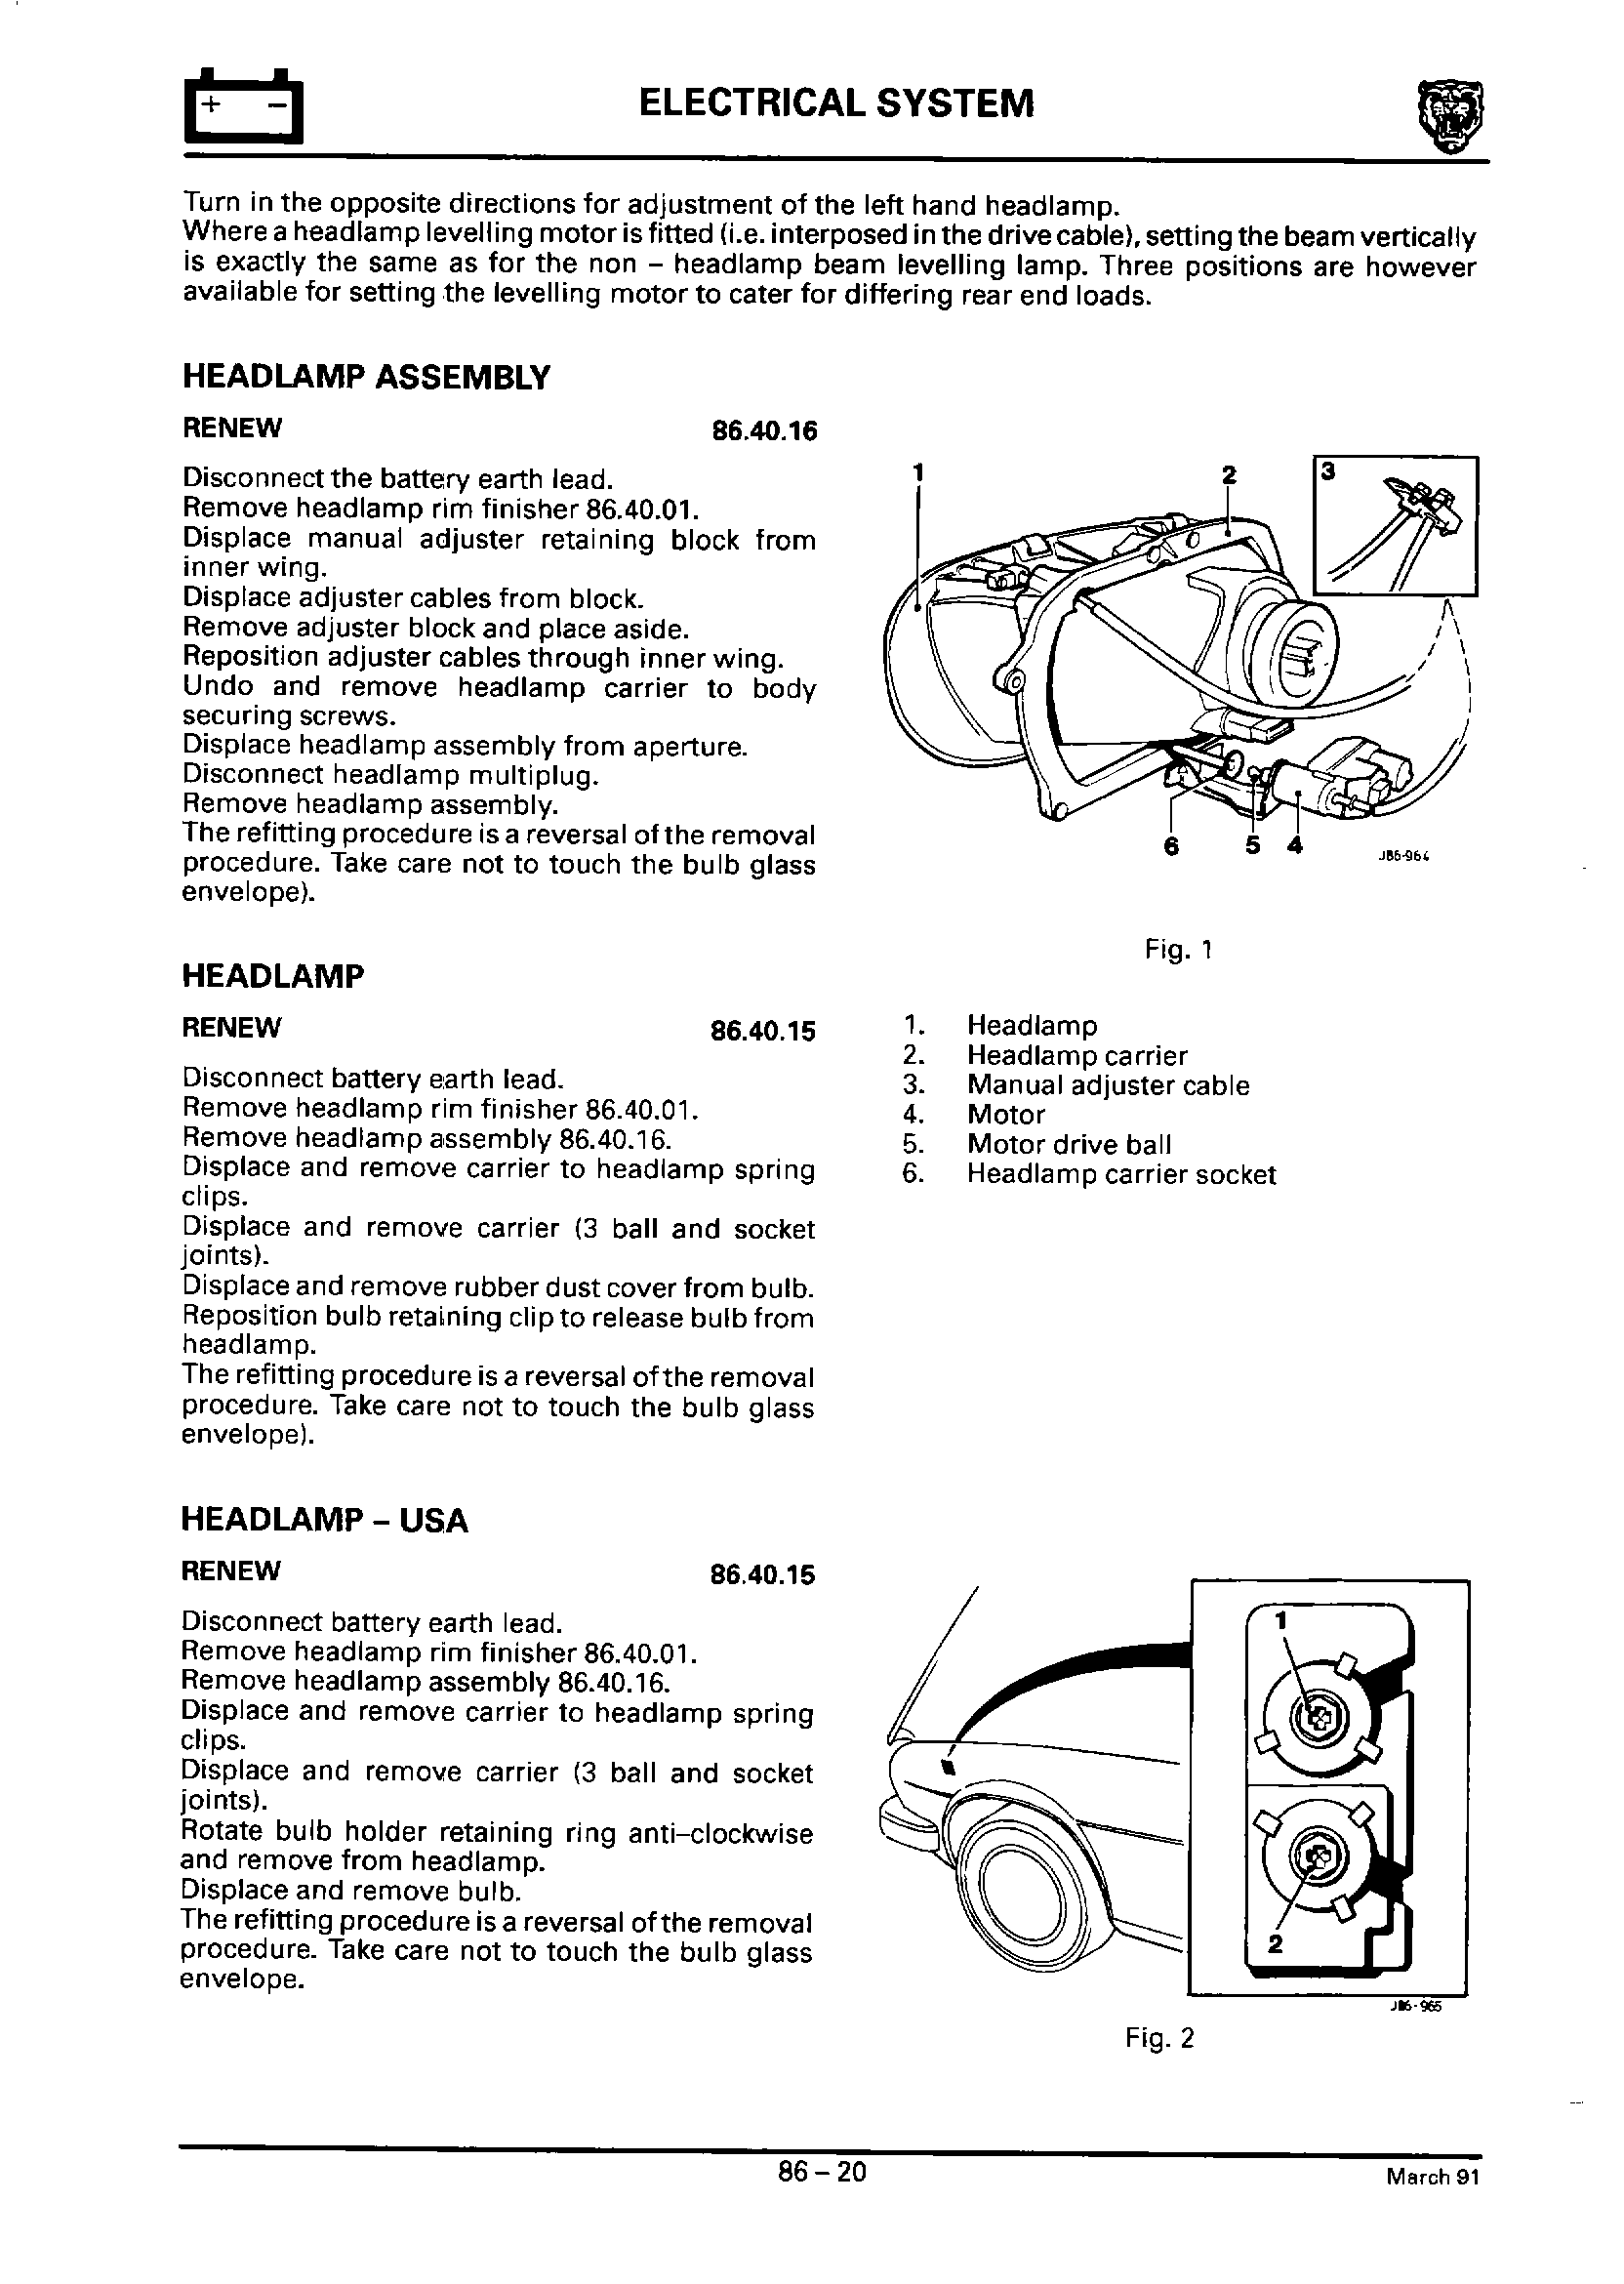 + –
ELECTRICAL SYSTEM
Turn in the opposite directions for adjustment of the left hand headlamp.
Where a headlamp levelling motor is fitted (i.e. interposed in the drive cable), setting the beam vertically
is exactly the same as for the non – headlamp beam levelling lamp. Three positions are however
available for setting the levelling motor to cater for differing rear end loads.
HEADLAMP ASSEMBLY
RENEW 86.40.16
Disconnect the battery earth lead.
Remove headlamp rim finisher 86.40.01.
Displace manual adjuster retaining block from
inner wing.
Displace adjuster cables from block.
Remove adjuster block and place aside.
Reposition adjuster cables through inner wing.
Undo and remove headlamp carrier to body
securing screws.
Displace headlamp assembly from aperture.
Disconnect headlamp multiplug.
Remove headlamp assembly.
The refitting procedure is a reversal of the removal
procedure. Take care not to touch the bulb glass
envelope).
1 2 3
6 5 4
J86-964
Fig. 1
HEADLAMP
RENEW 86.40.15
Disconnect battery earth lead.
Remove headlamp rim finisher 86.40.01.
Remove headlamp assembly 86.40.16.
Displace and remove carrier to headlamp spring
clips.
Displace and remove carrier (3 ball and socket
joints).
Displace and remove rubber dust cover from bulb.
Reposition bulb retaining clip to release bulb from
headlamp.
The refitting procedure is a reversal of the removal
procedure. Take care not to touch the bulb glass
envelope).
1. Headlamp
2. Headlamp carrier
3. Manual adjuster cable
4. Motor
5. Motor drive ball
6. Headlamp carrier socket
HEADLAMP – USA
RENEW 86.40.15
Disconnect battery earth lead.
Remove headlamp rim finisher 86.40.01.
Remove headlamp assembly 86.40.16.
Displace and remove carrier to headlamp spring
clips.
Displace and remove carrier (3 ball and socket
joints).
Rotate bulb holder retaining ring anti–clockwise
and remove from headlamp.
Displace and remove bulb.
The refitting procedure is a reversal of the removal
procedure. Take care not to touch the bulb glass
envelope.
1
2
J86-965
Fig. 2
86 – 20
March 91